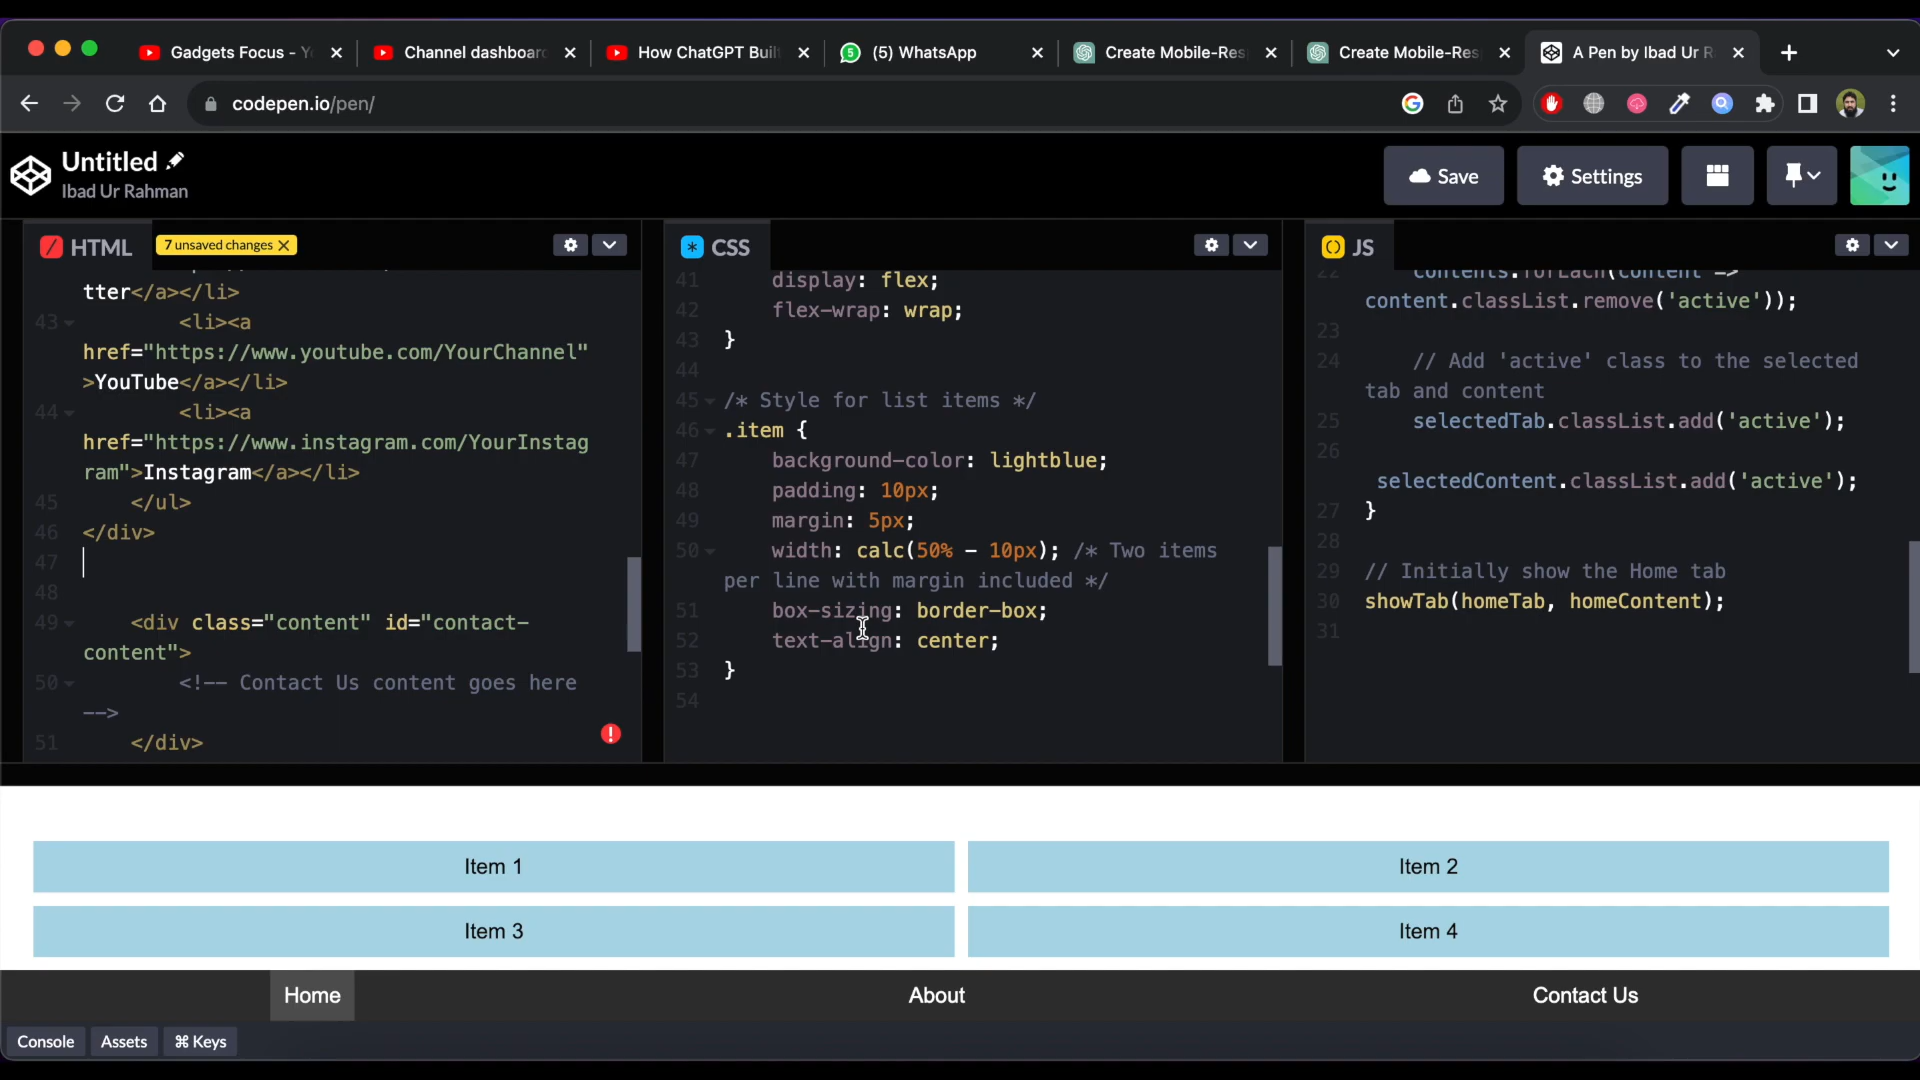 Gadgets Focus - Y
Channel dashboar
How ChatGPT Buil
(5) WhatsApp
Create Mobile-Res
Create Mobile-Res
A Pen by Ibad Ur R
codepen.io/pen/
Untitled
Ibad Ur Rahman
Save
Settings
HTML
7 unsaved changes
tter</a></li>
43 <li><a
href="https://www.youtube.com/YourChannel"
>YouTube</a></li>
44 <li><a
href="https://www.instagram.com/YourInstag
ram">Instagram</a></li>
45 </ul>
46 </div>
47
48
49 <div class="content" id="contact-
content">
50 <!-- Contact Us content goes here
-->
51 </div>
CSS
41 display: flex;
42 flex-wrap: wrap;
43 }
44
45 /* Style for list items */
46 .item {
47 background-color: lightblue;
48 padding: 10px;
49 margin: 5px;
50 width: calc(50% - 10px); /* Two items
per line with margin included */
51 box-sizing: border-box;
52 text-align: center;
53 }
54
JS
22 contents.forEach(content =>
content.classList.remove('active'));
23
24 // Add 'active' class to the selected
tab and content
25 selectedTab.classList.add('active');
26
selectedContent.classList.add('active');
27 }
28
29 // Initially show the Home tab
30 showTab(homeTab, homeContent);
31
Item 1
Item 2
Item 3
Item 4
Home
About
Contact Us
Console
Assets
⌘ Keys